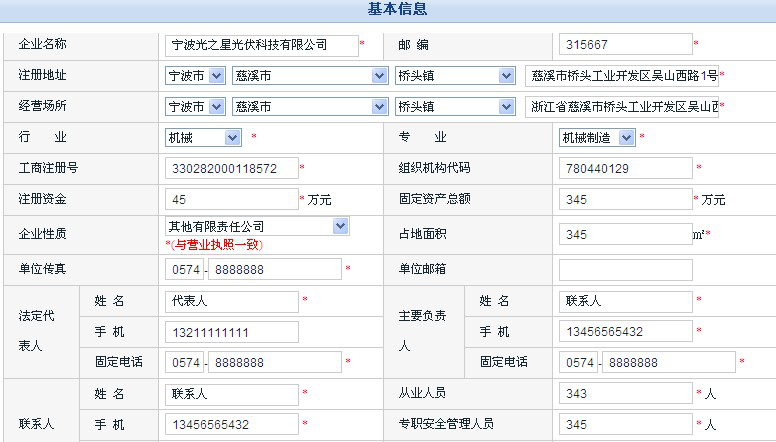 基本信息
企业名称 宁波光之星光伏科技有限公司 * 邮 编 315667 *
注册地址 宁波市 慈溪市 桥头镇 慈溪市桥头工业开发区吴山西路1号 *
经营场所 宁波市 慈溪市 桥头镇 浙江省慈溪市桥头工业开发区吴山西 *
行 业 机械 * 专 业 机械制造 *
工商注册号 330282000118572 * 组织机构代码 780440129 *
注册资金 45 * 万元 固定资产总额 345 * 万元
企业性质 其他有限责任公司 *(与营业执照一致) 占地面积 345 m²*
单位传真 0574 - 8888888 * 单位邮箱
法定代表人 姓 名 代表人 * 主要负责人 姓 名 联系人 *
手 机 13211111111 手 机 13456565432 *
固定电话 0574 - 8888888 * 固定电话 0574 - 8888888 *
联系人 姓 名 联系人 * 从业人员 343 * 人
手 机 13456565432 * 专职安全管理人员 345 * 人